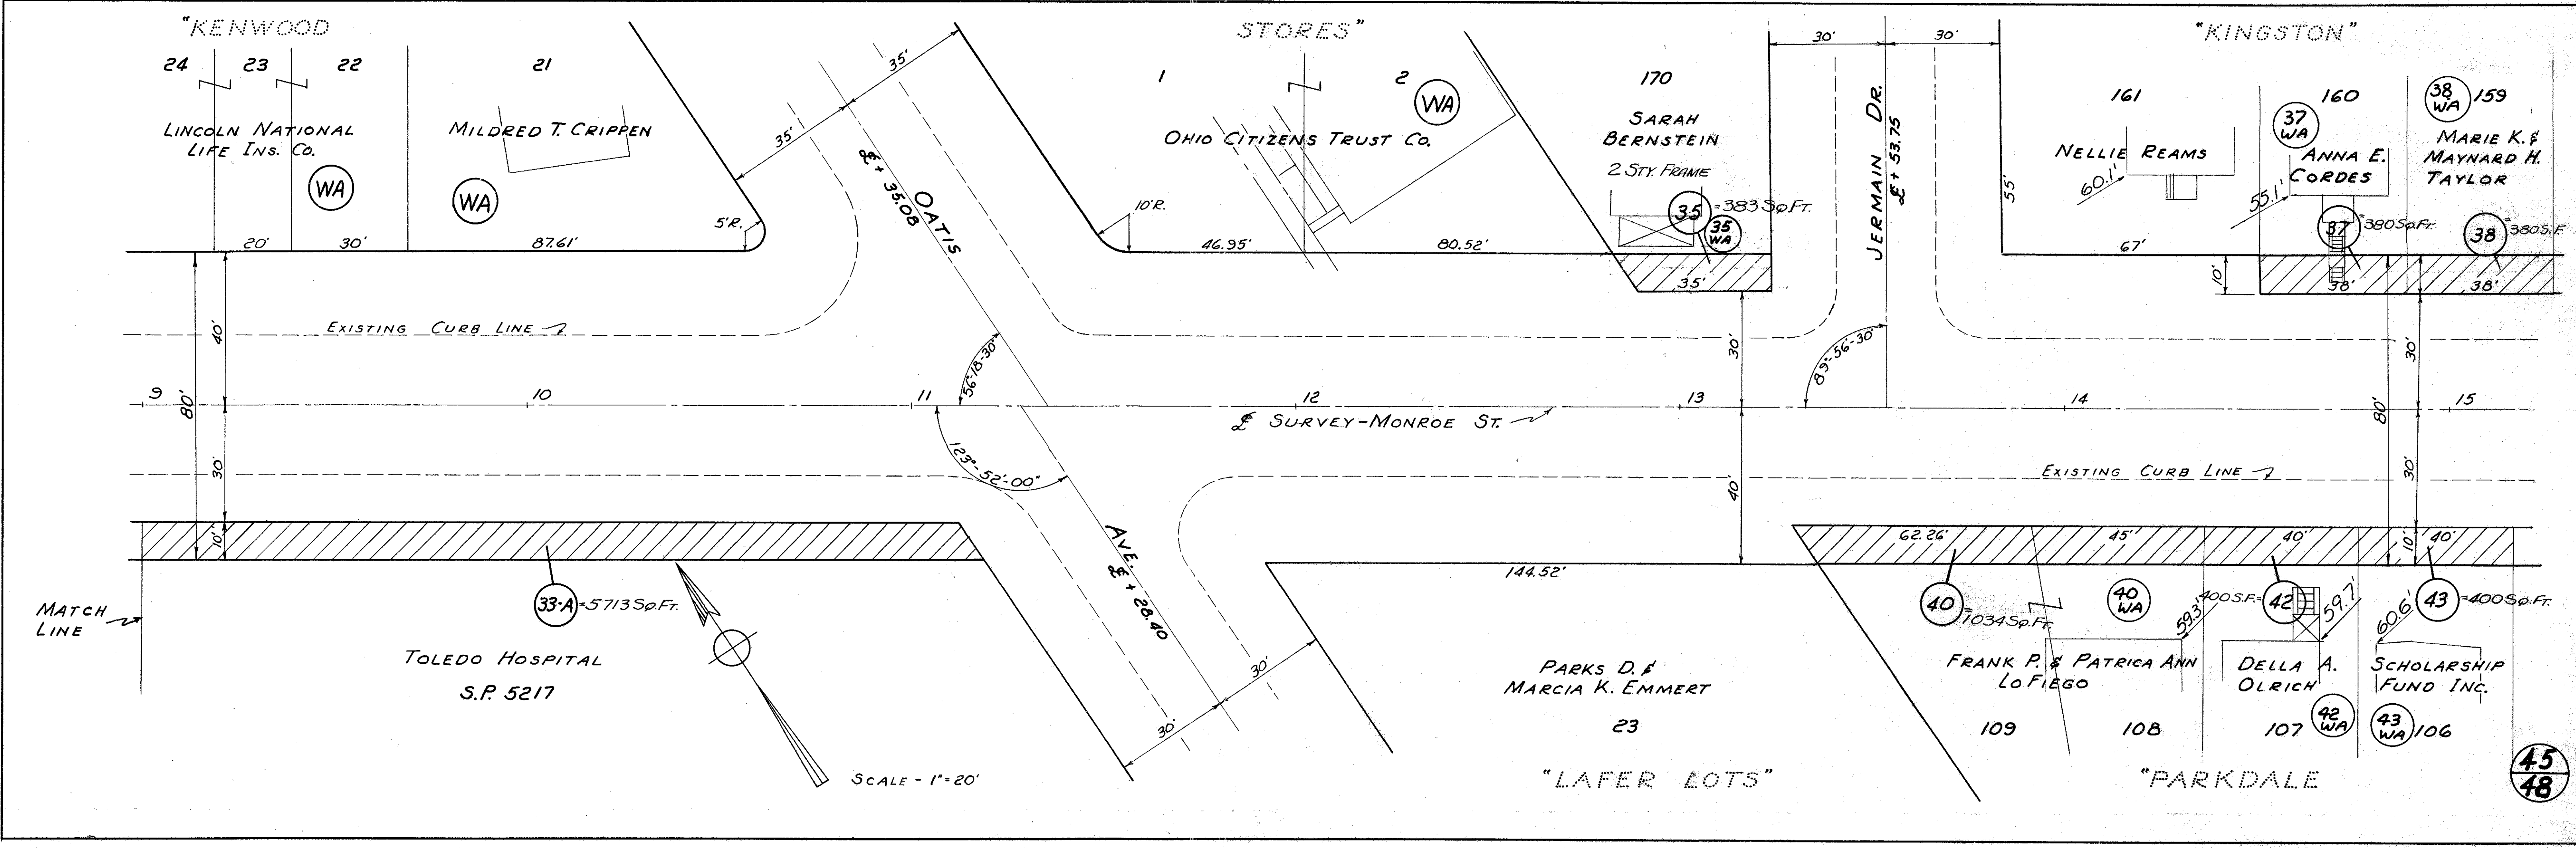 "KENWOOD
STORES"
"KINGSTON"
24
23
22
21
LINCOLN NATIONAL
LIFE INS. CO.
WA
MILDRED T. CRIPPEN
WA
20'
30'
87.61'
5'R.
35'
35'
OATIS
℄ + 35.08
10'R.
1
2
WA
OHIO CITIZENS TRUST CO.
46.95'
80.52'
170
SARAH
BERNSTEIN
2 STY. FRAME
35 = 383 SQ.FT.
35
WA
35'
30'
30'
JERMAIN DR.
℄ + 53.75
161
NELLIE REAMS
60.1'
55'
67'
160
37
WA
ANNA E.
CORDES
55.1'
37 = 380 SQ.FT.
38
WA
159
MARIE K. &
MAYNARD H.
TAYLOR
38 = 380 S.F.
10'
38'
38'
40'
EXISTING CURB LINE
56°-18'-30"
30'
89°-56'-30"
30'
9
80'
10
11
12
13
14
80'
15
℄ SURVEY-MONROE ST.
30'
123°-52'-00"
40'
EXISTING CURB LINE
30'
10'
62.26'
45'
40'
10'
40'
AVE.
℄ + 28.40
144.52'
MATCH
LINE
33-A = 5713 SQ.FT.
TOLEDO HOSPITAL
S.P. 5217
SCALE - 1" = 20'
30'
30'
PARKS D. &
MARCIA K. EMMERT
23
"LAFER LOTS"
40 = 1034 SQ.FT.
40
WA
59.3'
400 S.F. = 42
59.7'
60.6'
43 = 400 SQ.FT.
FRANK P. & PATRICA ANN
LOFIEGO
109
108
DELLA A.
OLRICH
107
42
WA
SCHOLARSHIP
FUND INC.
43
WA
106
"PARKDALE
45
48